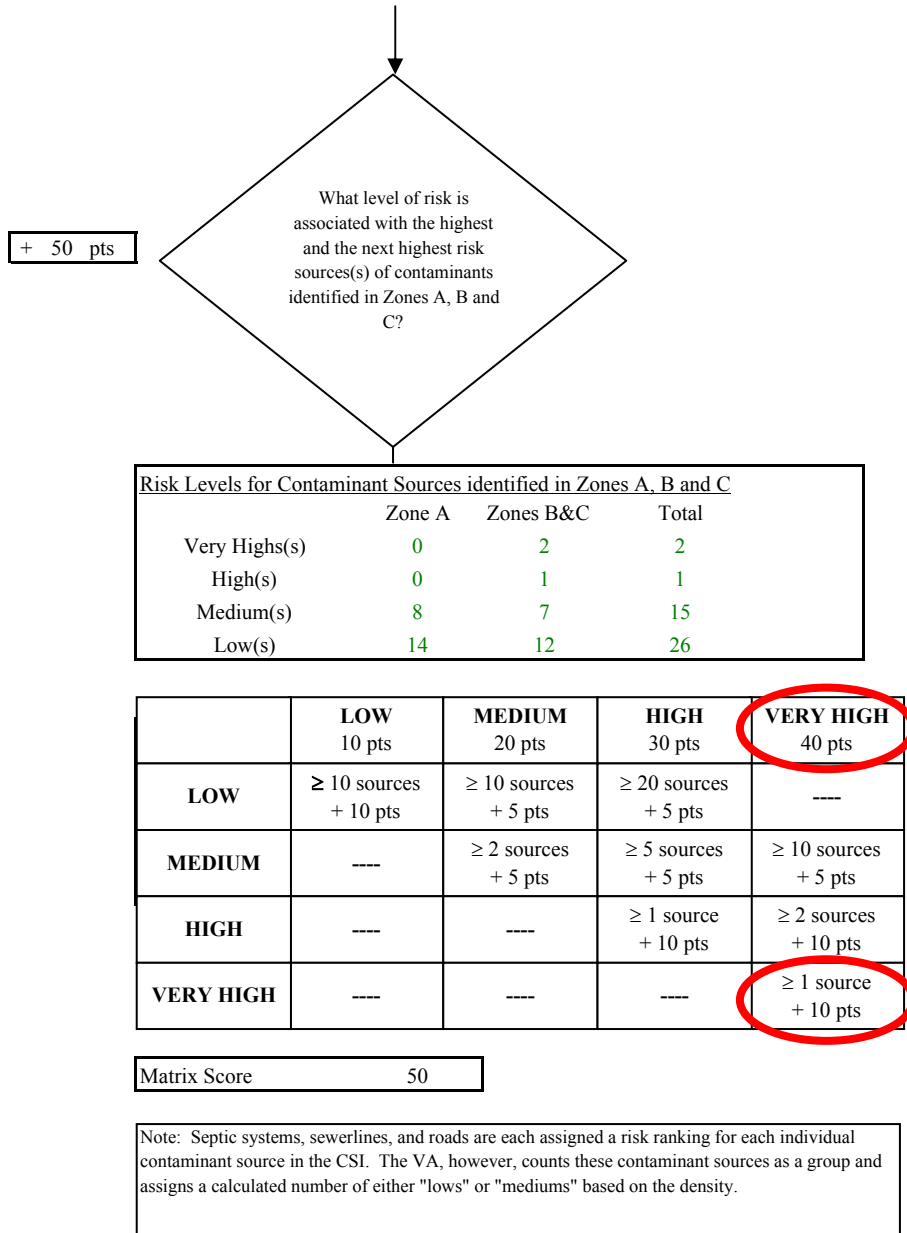 What level of risk is
associated with the highest
and the next highest risk
sources(s) of contaminants
identified in Zones A, B and
C?
+ 50 pts
Risk Levels for Contaminant Sources identified in Zones A, B and C
Zone A Zones B&C Total
Very Highs(s) 0 2 2
High(s) 0 1 1
Medium(s) 8 7 15
Low(s) 14 12 26
LOW MEDIUM HIGH VERY HIGH
10 pts 20 pts 30 pts 40 pts
LOW ≥ 10 sources ≥ 10 sources ≥ 20 sources ----
+ 10 pts + 5 pts + 5 pts
MEDIUM ---- ≥ 2 sources ≥ 5 sources ≥ 10 sources
+ 5 pts + 5 pts + 5 pts
HIGH ---- ---- ≥ 1 source ≥ 2 sources
+ 10 pts + 10 pts
VERY HIGH ---- ---- ---- ≥ 1 source
+ 10 pts
Matrix Score 50
Note: Septic systems, sewerlines, and roads are each assigned a risk ranking for each individual
contaminant source in the CSI. The VA, however, counts these contaminant sources as a group and
assigns a calculated number of either "lows" or "mediums" based on the density.